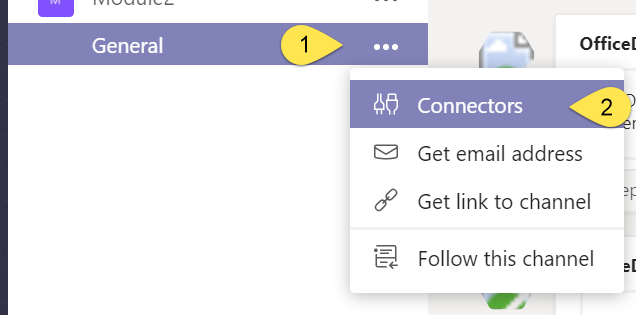 M Module2
General
1
OfficeD
Connectors
2
Get email address
Get link to channel
Follow this channel